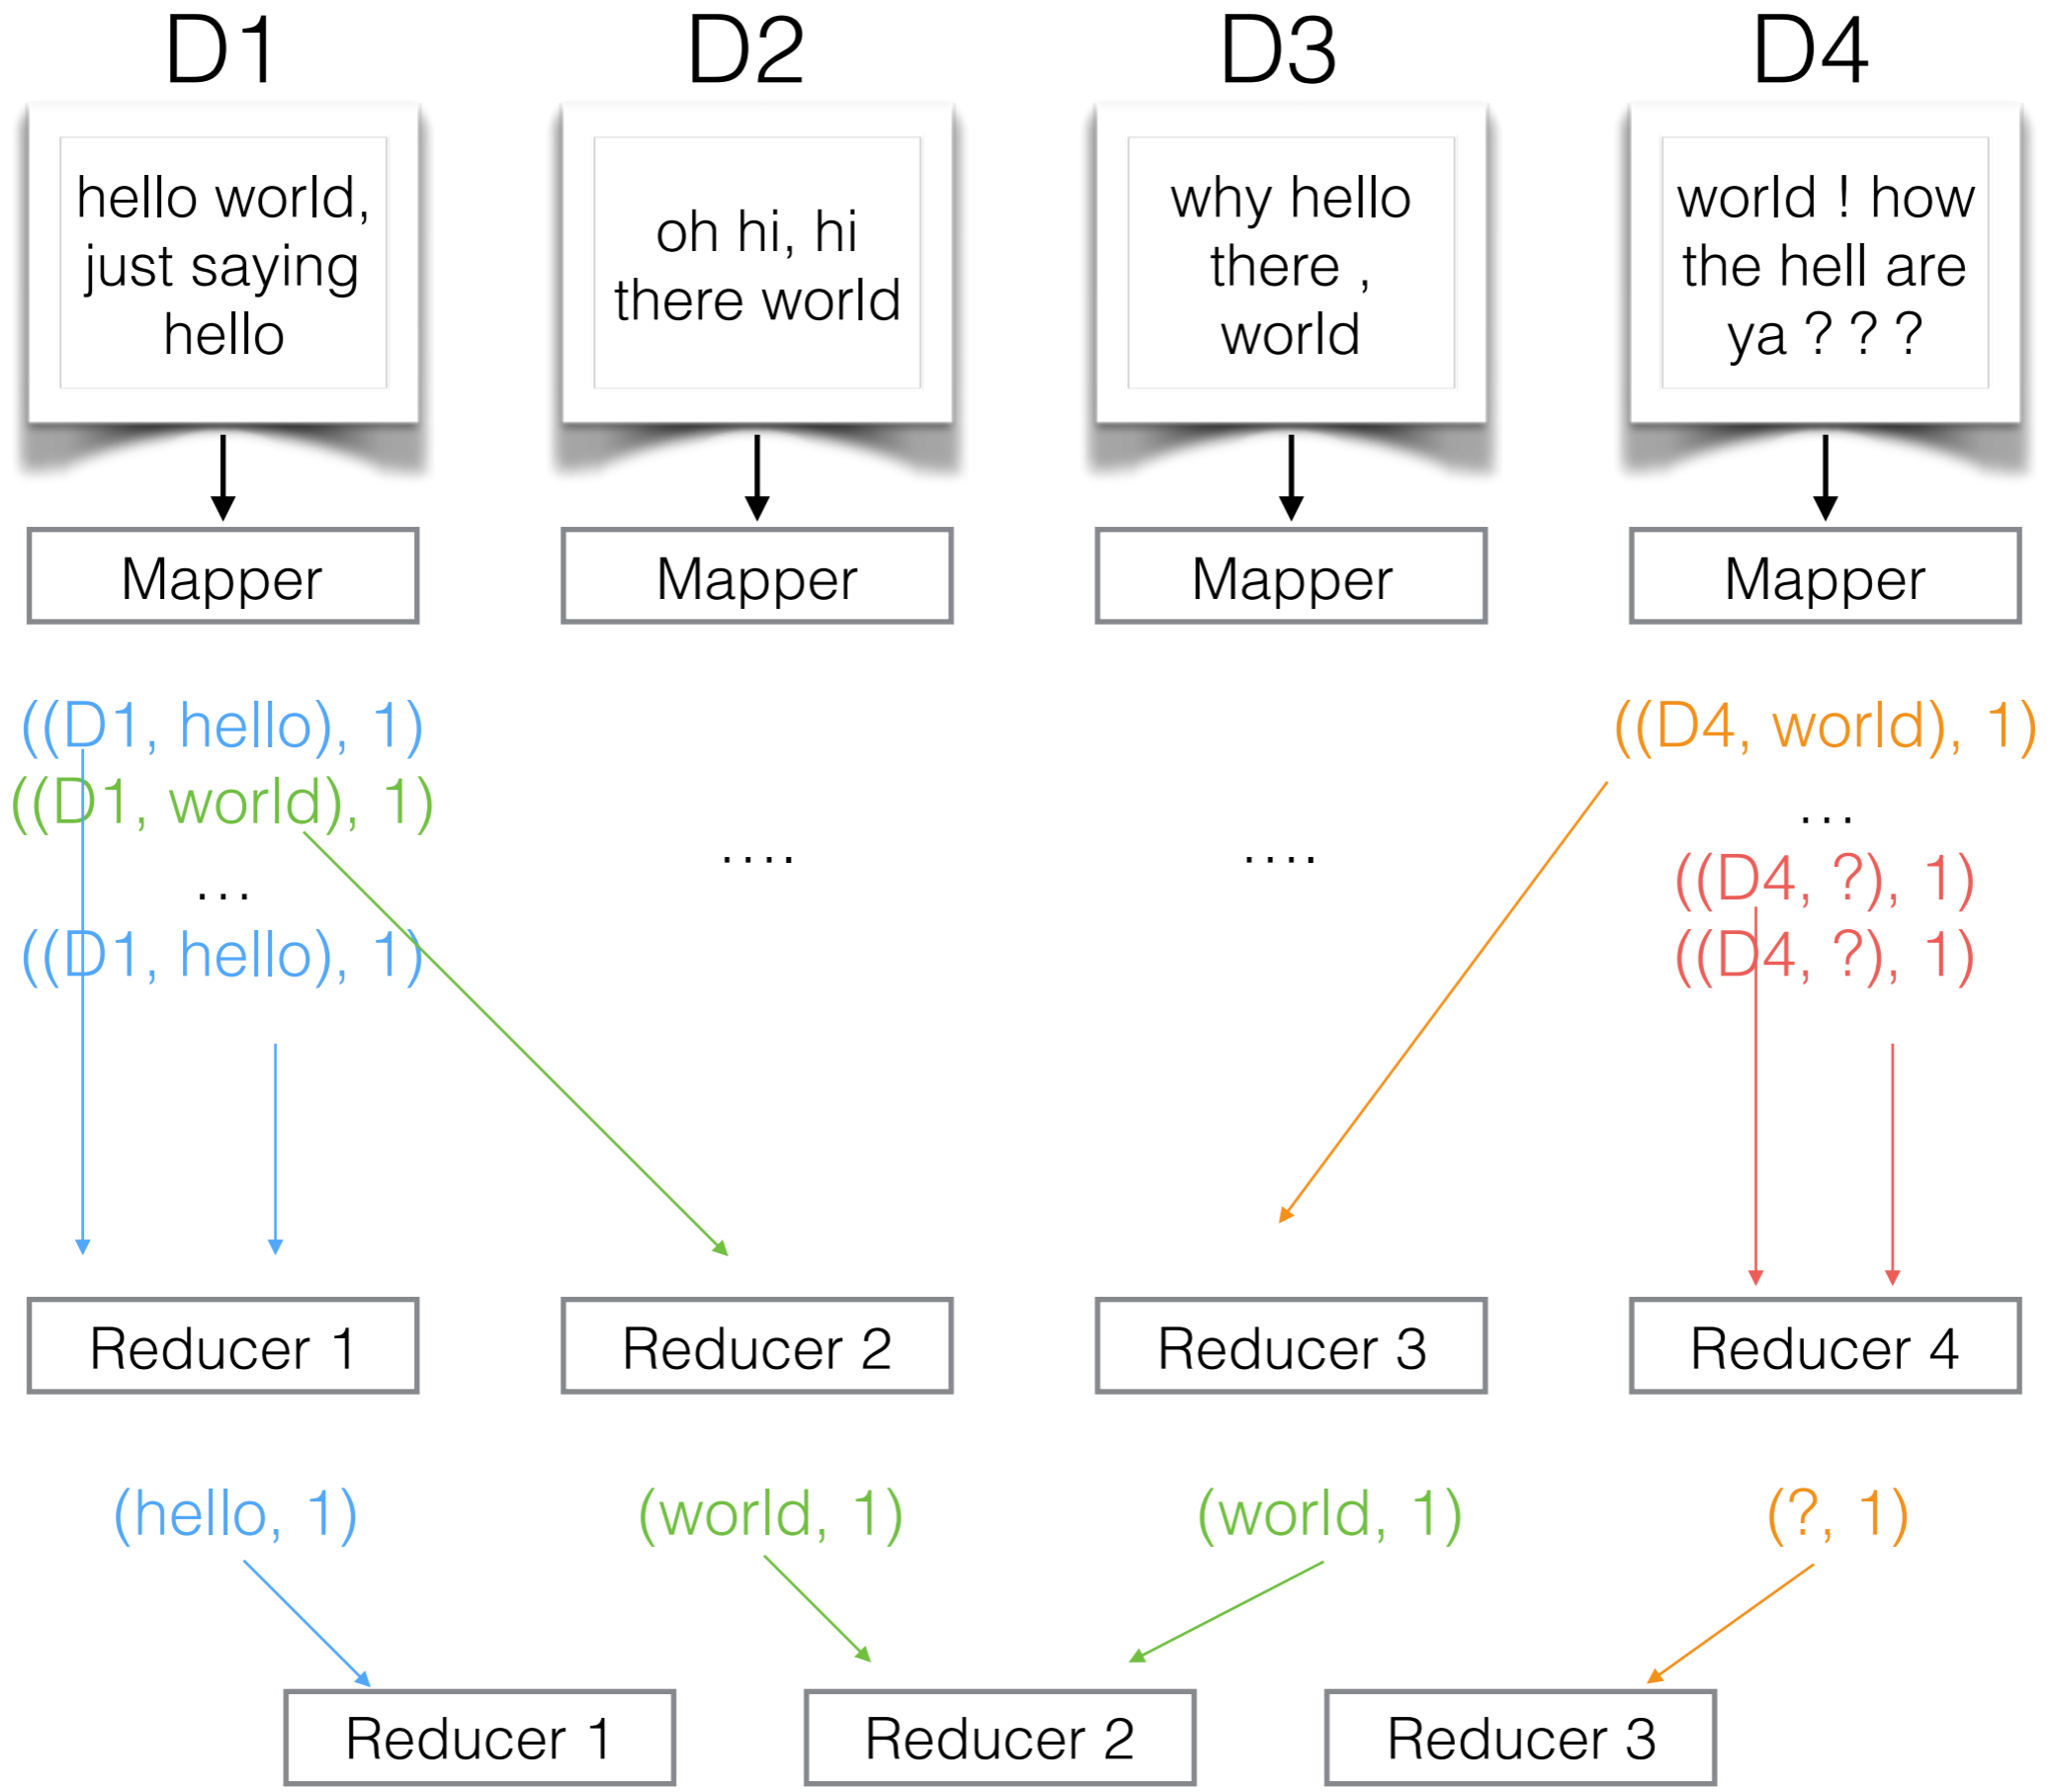 D1
D2
D3
D4
hello world,
just saying
hello
oh hi, hi
there world
why hello
there ,
world
world ! how
the hell are
ya ? ? ?
Mapper
Mapper
Mapper
Mapper
((D1, hello), 1)
((D1, world), 1)
...
((D1, hello), 1)
....
....
((D4, world), 1)
...
((D4, ?), 1)
((D4, ?), 1)
Reducer 1
Reducer 2
Reducer 3
Reducer 4
(hello, 1)
(world, 1)
(world, 1)
(?, 1)
Reducer 1
Reducer 2
Reducer 3